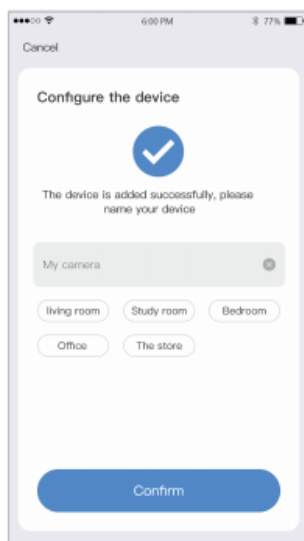 6:00 PM 77%
Cancel
Configure the device
The device is added successfully, please
name your device
My camera
living room Study room Bedroom
Office The store
Confirm